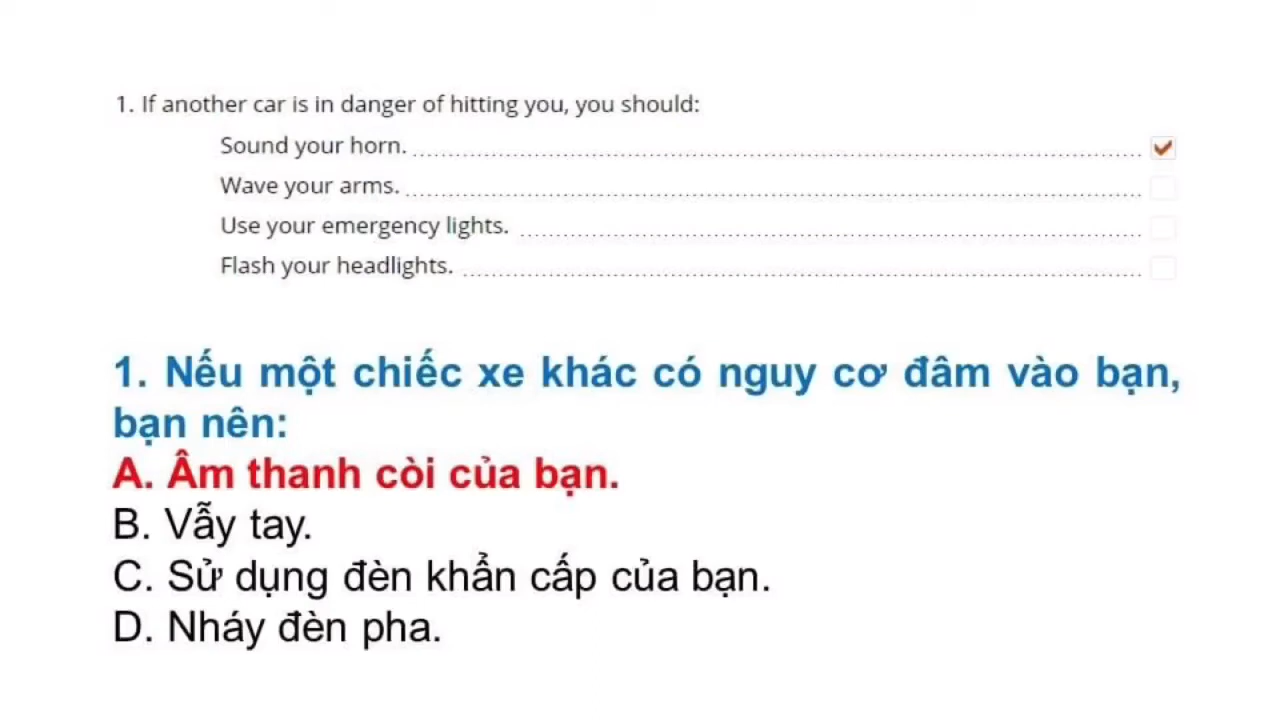 1. If another car is in danger of hitting you, you should:
Sound your horn.
Wave your arms.
Use your emergency lights.
Flash your headlights.
1. Nếu một chiếc xe khác có nguy cơ đâm vào bạn,
bạn nên:
A. Âm thanh còi của bạn.
B. Vẫy tay.
C. Sử dụng đèn khẩn cấp của bạn.
D. Nháy đèn pha.